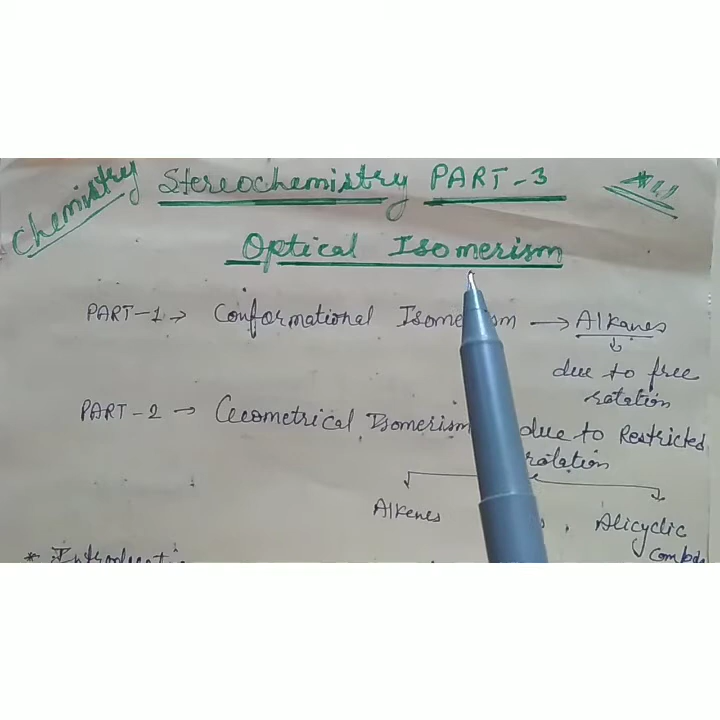 Chemistry Stereochemistry PART-3
Optical Isomerism
PART-1 → Conformational Isomerism → Alkanes
due to free
rotation
PART-2 → Geometrical Isomerism due to Restricted
rotation
Alkenes , Alicyclic